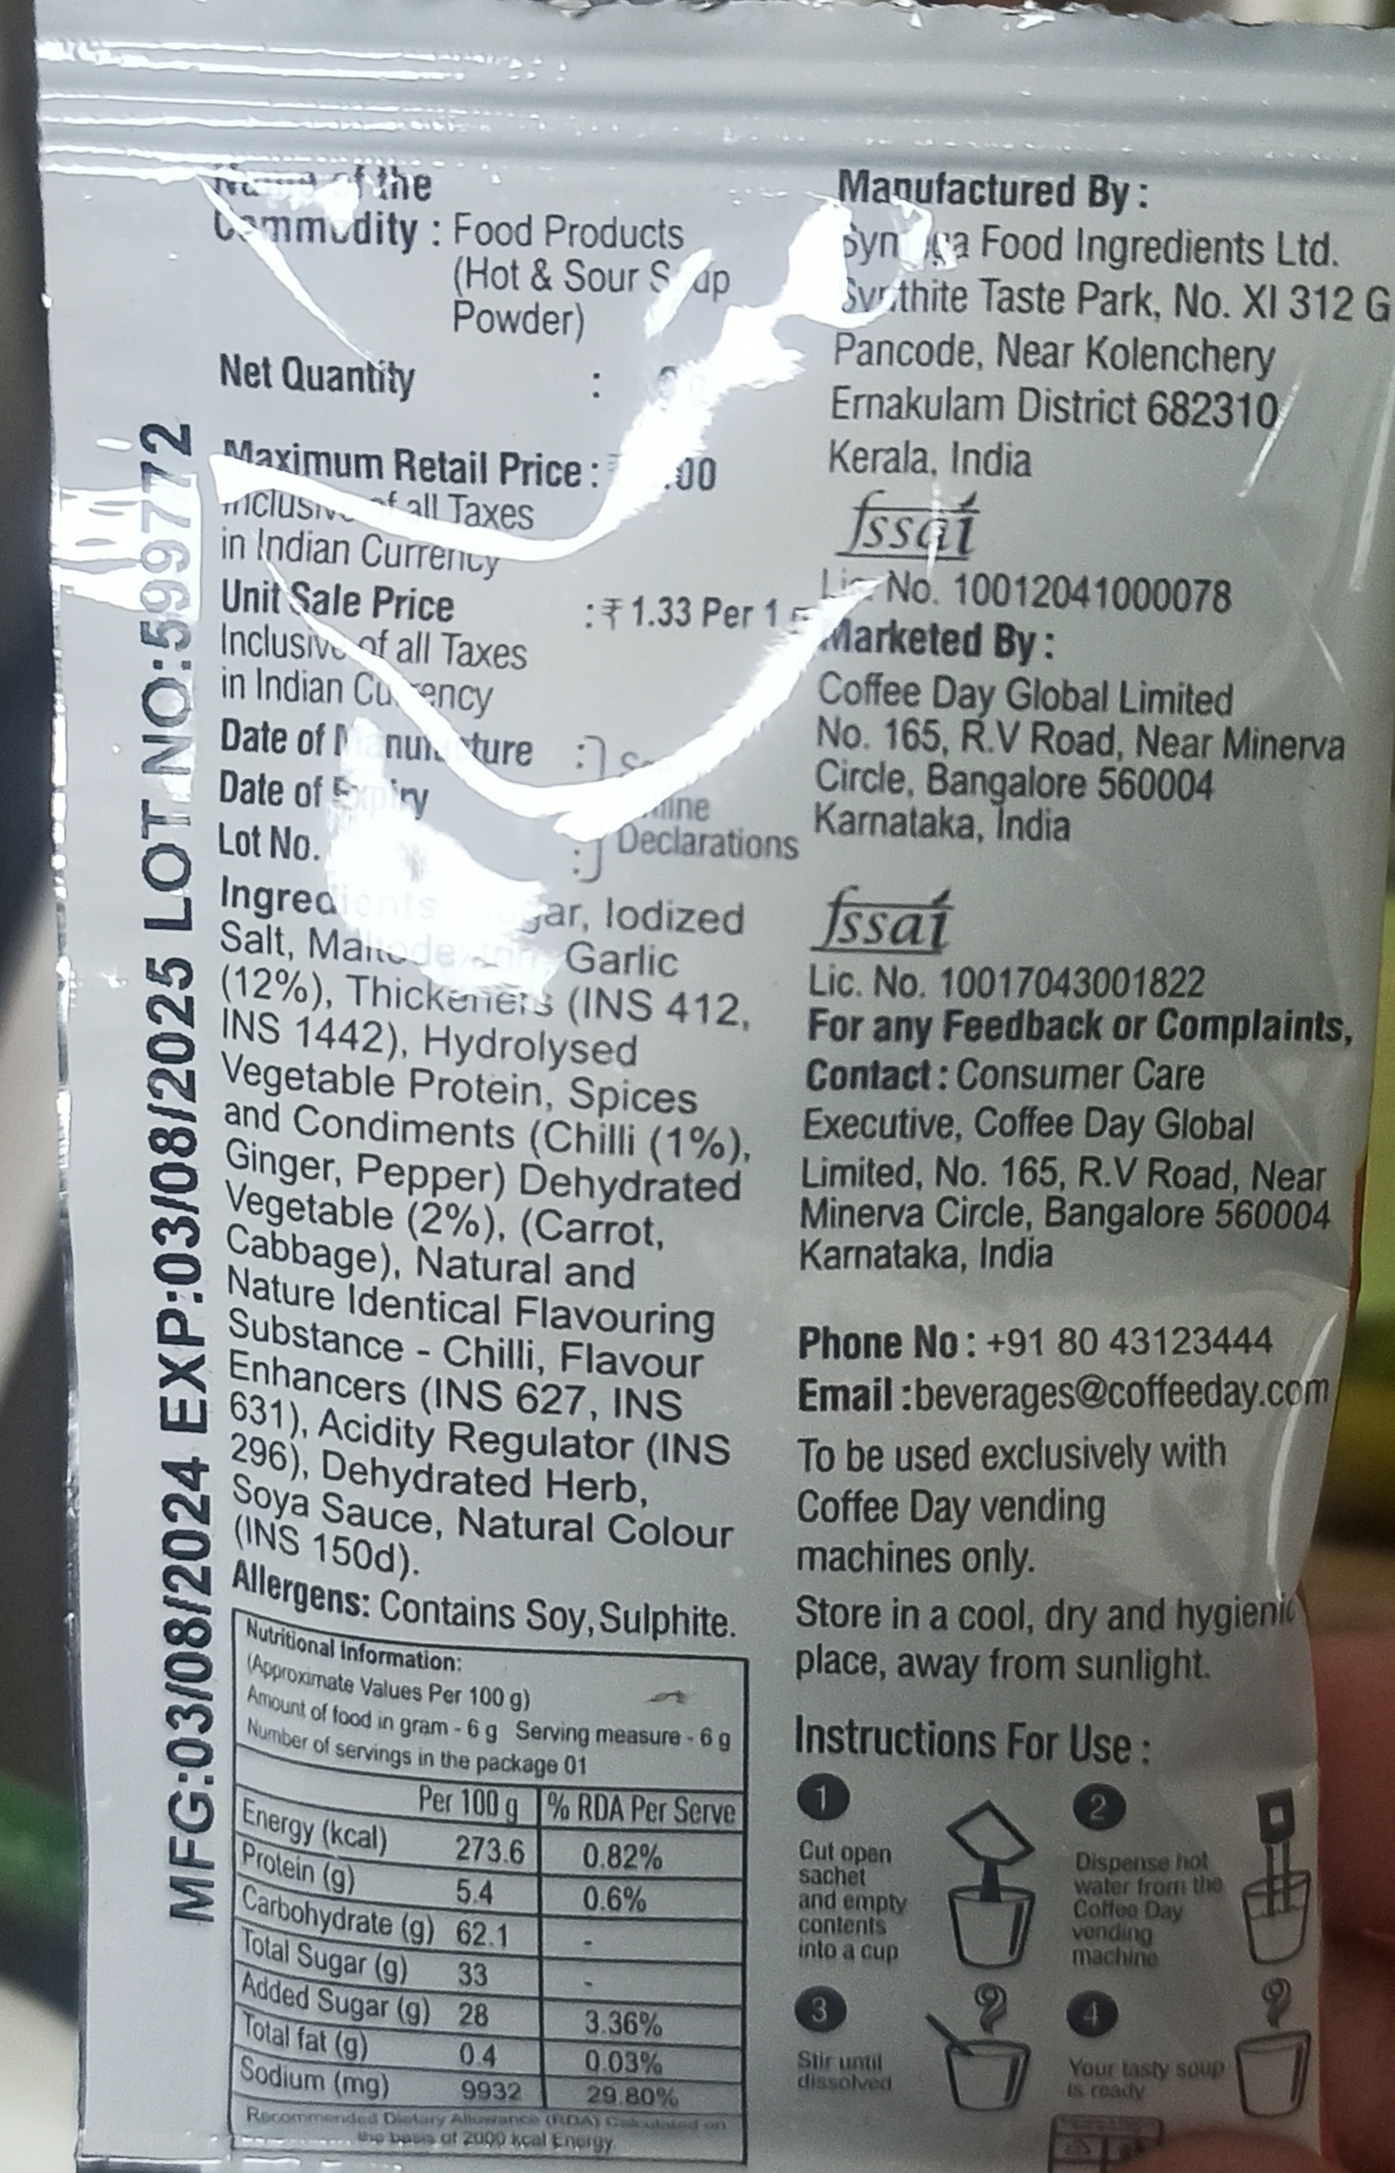 of the
Commodity : Food Products
(Hot & Sour
Powder)
Net Quantity :
Maximum Retail Price : .00
Inclusive of all Taxes
in Indian Currency
Unit Sale Price : ₹ 1.33 Per 1
Inclusive of all Taxes
in Indian Currency
Date of Manufacture :
Date of Expiry
Declarations
Lot No. :
Ingredients Iodized
Salt, Maltodextrin, Garlic
(12%), Thickeners (INS 412,
INS 1442), Hydrolysed
Vegetable Protein, Spices
and Condiments (Chilli (1%),
Ginger, Pepper) Dehydrated
Vegetable (2%), (Carrot,
Cabbage), Natural and
Nature Identical Flavouring
Substance - Chilli, Flavour
Enhancers (INS 627, INS
631), Acidity Regulator (INS
296), Dehydrated Herb,
Soya Sauce, Natural Colour
(INS 150d).
Allergens: Contains Soy, Sulphite.
Nutritional Information:
(Approximate Values Per 100 g)
Amount of food in gram - 6 g Serving measure - 6 g
Number of servings in the package 01
Per 100 g % RDA Per Serve
Energy (kcal) 273.6 0.82%
Protein (g) 5.4 0.6%
Carbohydrate (g) 62.1 -
Total Sugar (g) 33 -
Added Sugar (g) 28 3.36%
Total fat (g) 0.4 0.03%
Sodium (mg) 9932 29.80%
Recommended Dietary Allowance (RDA) Calculated on
the basis of 2000 kcal Energy
Manufactured By :
Food Ingredients Ltd.
Synthite Taste Park, No. XI 312 G
Pancode, Near Kolenchery
Ernakulam District 682310
Kerala, India
fssai
Lic. No. 10012041000078
Marketed By :
Coffee Day Global Limited
No. 165, R.V Road, Near Minerva
Circle, Bangalore 560004
Karnataka, India
fssai
Lic. No. 10017043001822
For any Feedback or Complaints,
Contact : Consumer Care
Executive, Coffee Day Global
Limited, No. 165, R.V Road, Near
Minerva Circle, Bangalore 560004
Karnataka, India
Phone No : +91 80 43123444
Email :beverages@coffeeday.com
To be used exclusively with
Coffee Day vending
machines only.
Store in a cool, dry and hygienic
place, away from sunlight.
Instructions For Use :
1
Cut open
sachet
and empty
contents
into a cup
2
Dispense hot
water from the
Coffee Day
vending
machine
3
Stir until
dissolved
4
Your tasty soup
is ready
MFG:03/08/2024 EXP:03/08/2025 LOT NO:599772